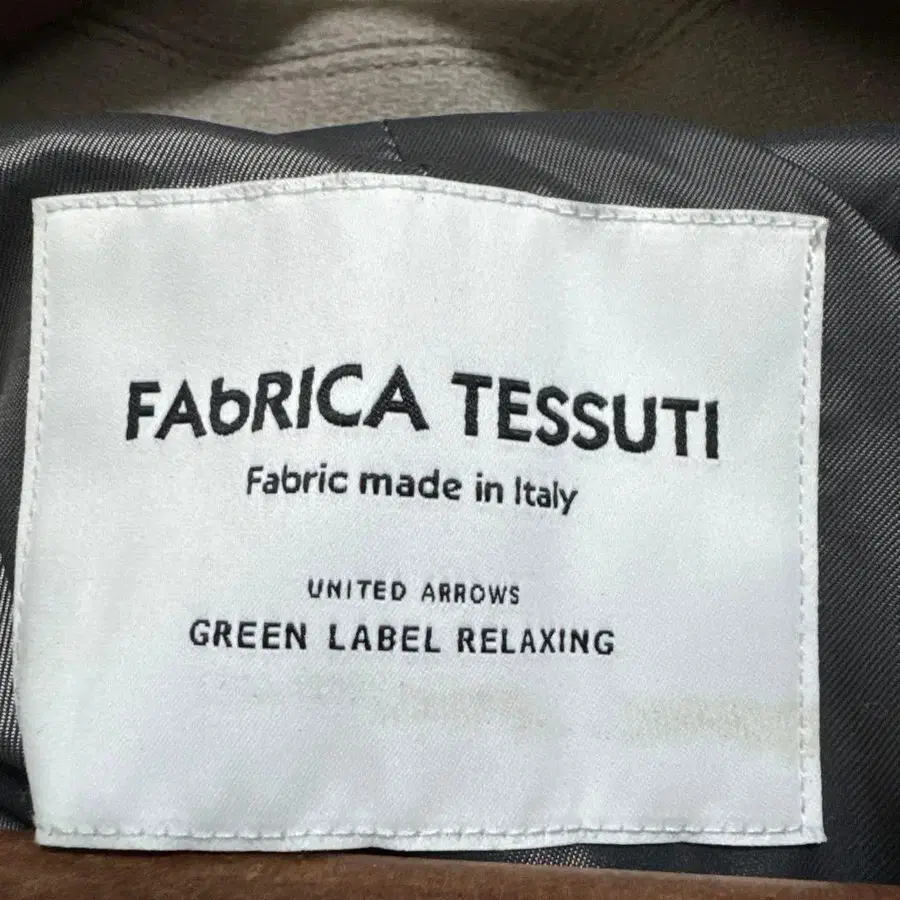 FAbRICA TESSUTI
Fabric made in Italy
UNITED ARROWS
GREEN LABEL RELAXING